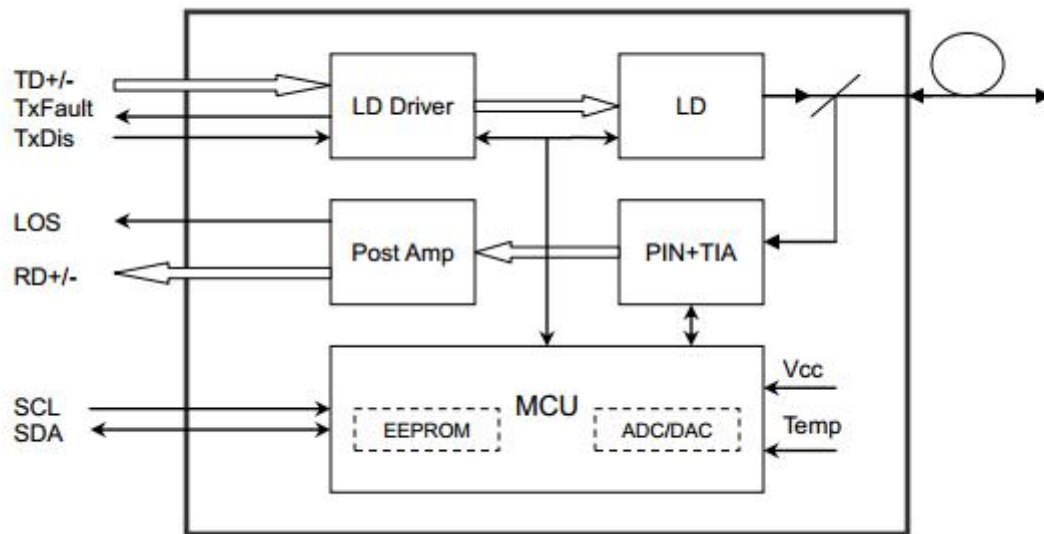 TD+/-
TxFault
TxDis
LD Driver
LD
LOS
RD+/-
Post Amp
PIN+TIA
SCL
SDA
MCU
EEPROM
ADC/DAC
Vcc
Temp